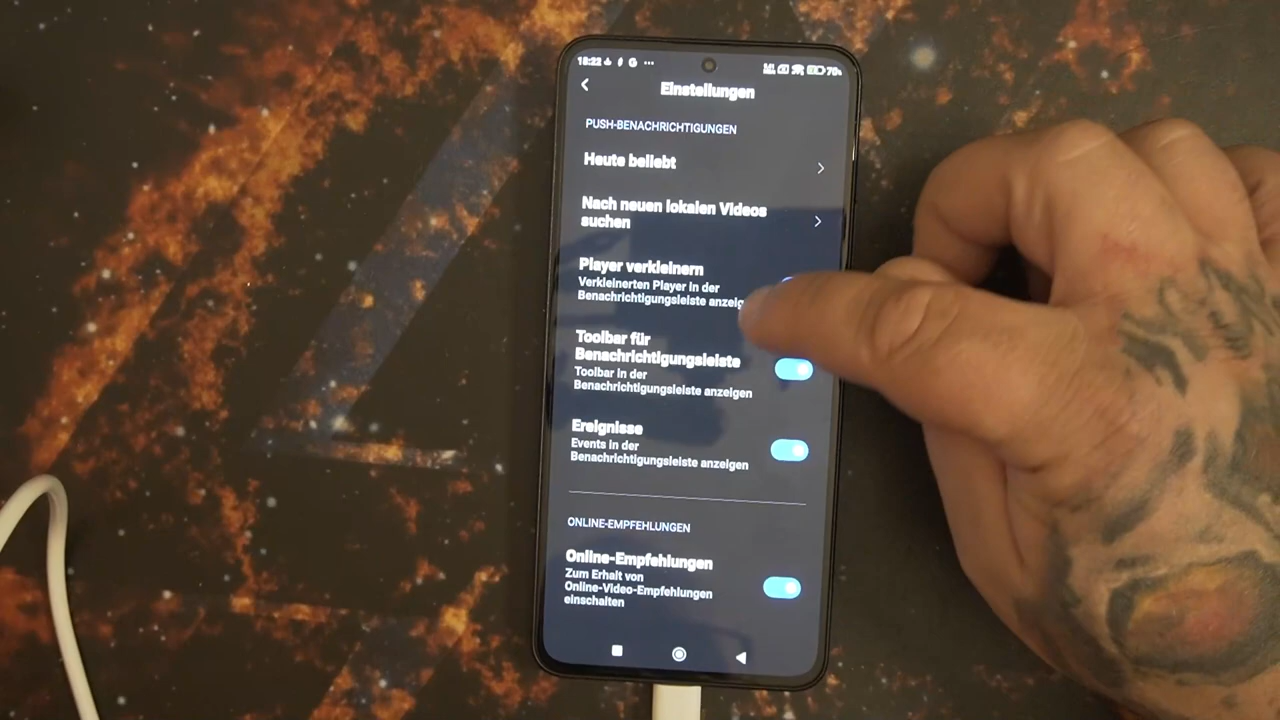 18:22
70%
Einstellungen
PUSH-BENACHRICHTIGUNGEN
Heute beliebt
Nach neuen lokalen Videos
suchen
Player verkleinern
Verkleinerten Player in der
Benachrichtigungsleiste
Toolbar für
Benachrichtigungsleiste
Toolbar in der
Benachrichtigungsleiste anzeigen
Ereignisse
Events in der
Benachrichtigungsleiste anzeigen
ONLINE-EMPFEHLUNGEN
Online-Empfehlungen
Zum Erhalt von
Online-Video-Empfehlungen
einschalten